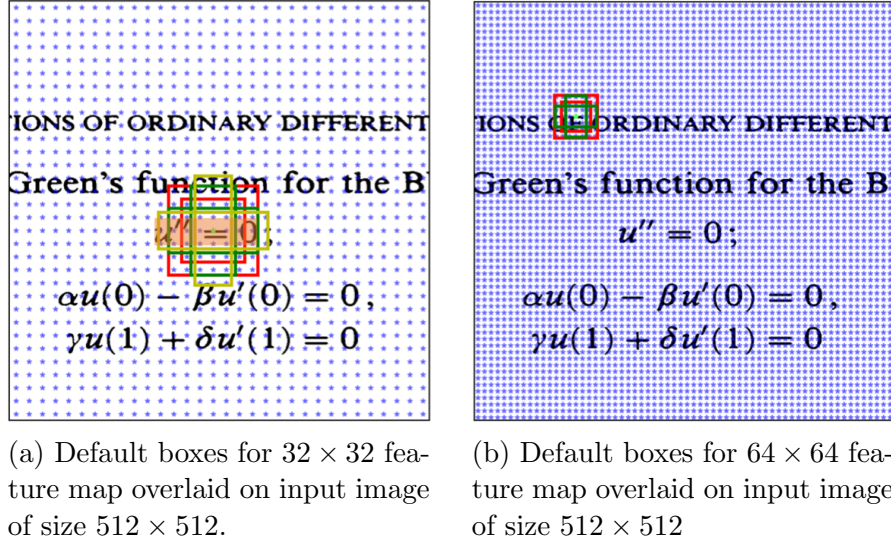 IONS OF ORDINARY DIFFERENT
Green's function for the B
u″ = 0 ;
αu(0) − βu′(0) = 0 ,
γu(1) + δu′(1) = 0
(a) Default boxes for 32 × 32 fea-
ture map overlaid on input image
of size 512 × 512.
IONS OF ORDINARY DIFFERENT
Green's function for the B
u″ = 0 ;
αu(0) − βu′(0) = 0 ,
γu(1) + δu′(1) = 0
(b) Default boxes for 64 × 64 fea-
ture map overlaid on input image
of size 512 × 512